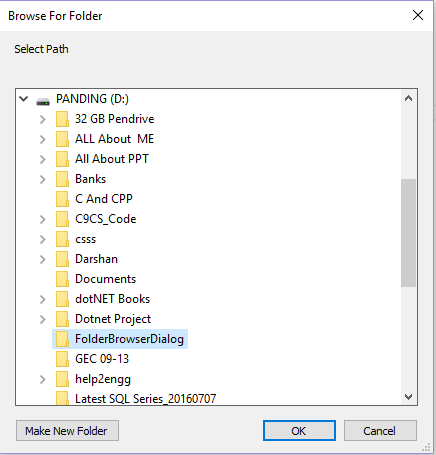 Browse For Folder
Select Path
PANDING (D:)
32 GB Pendrive
ALL About  ME
All About PPT
Banks
C And CPP
C9CS_Code
csss
Darshan
Documents
dotNET Books
Dotnet Project
FolderBrowserDialog
GEC 09-13
help2engg
Latest SQL Series_20160707
Make New Folder
OK
Cancel